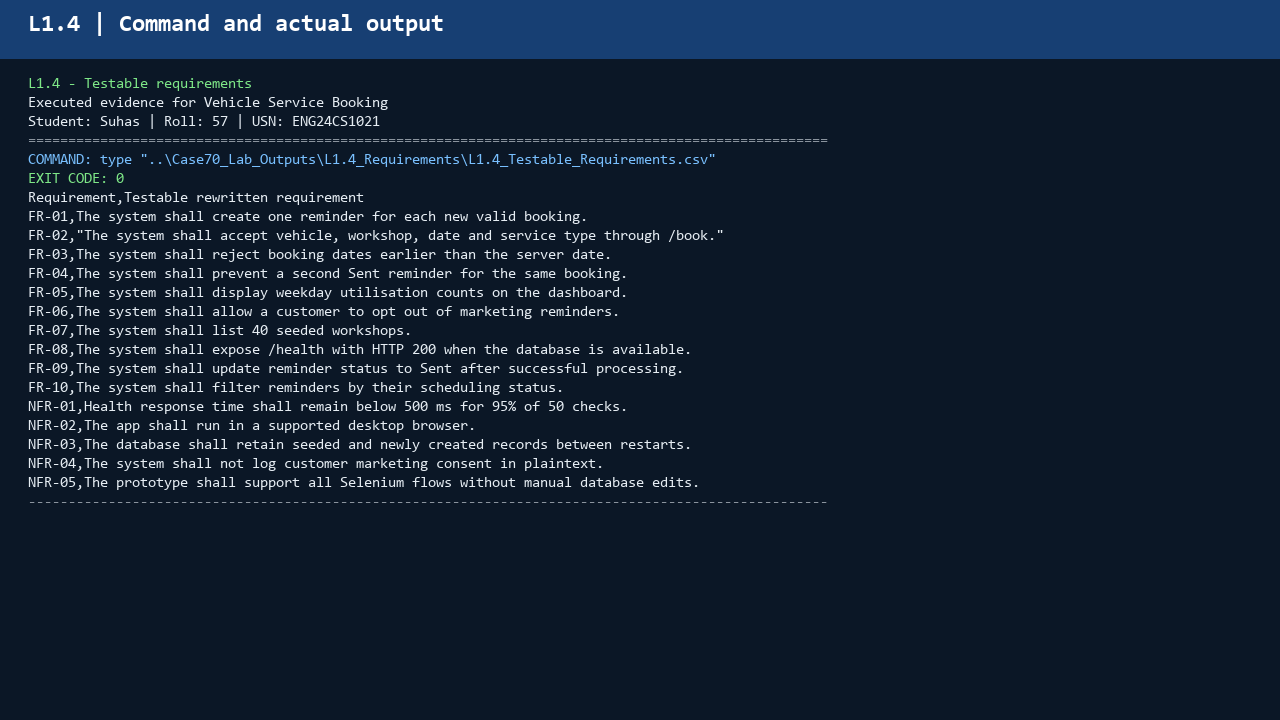 L1.4 | Command and actual output
L1.4 - Testable requirements
Executed evidence for Vehicle Service Booking
Student: Suhas | Roll: 57 | USN: ENG24CS1021
====================================================================================================
COMMAND: type "..\Case70_Lab_Outputs\L1.4_Requirements\L1.4_Testable_Requirements.csv"
EXIT CODE: 0
Requirement,Testable rewritten requirement
FR-01,The system shall create one reminder for each new valid booking.
FR-02,"The system shall accept vehicle, workshop, date and service type through /book."
FR-03,The system shall reject booking dates earlier than the server date.
FR-04,The system shall prevent a second Sent reminder for the same booking.
FR-05,The system shall display weekday utilisation counts on the dashboard.
FR-06,The system shall allow a customer to opt out of marketing reminders.
FR-07,The system shall list 40 seeded workshops.
FR-08,The system shall expose /health with HTTP 200 when the database is available.
FR-09,The system shall update reminder status to Sent after successful processing.
FR-10,The system shall filter reminders by their scheduling status.
NFR-01,Health response time shall remain below 500 ms for 95% of 50 checks.
NFR-02,The app shall run in a supported desktop browser.
NFR-03,The database shall retain seeded and newly created records between restarts.
NFR-04,The system shall not log customer marketing consent in plaintext.
NFR-05,The prototype shall support all Selenium flows without manual database edits.
----------------------------------------------------------------------------------------------------